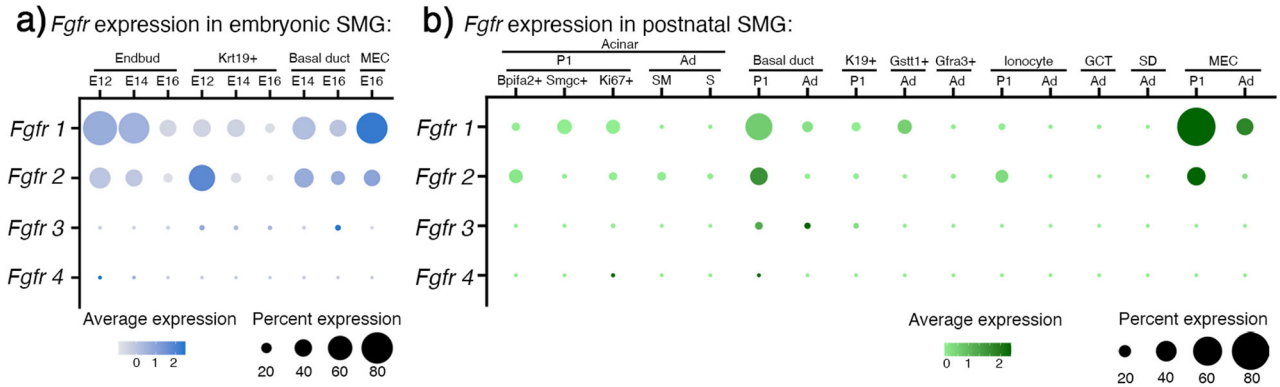 a) Fgfr expression in embryonic SMG:
Endbud Krt19+ Basal duct MEC
E12 E14 E16 E12 E14 E16 E14 E16 E16
Fgfr 1
Fgfr 2
Fgfr 3
Fgfr 4
Average expression
0 1 2
Percent expression
20 40 60 80
b) Fgfr expression in postnatal SMG:
Acinar
P1 Ad Basal duct K19+ Gstt1+ Gfra3+ Ionocyte GCT SD MEC
Bpifa2+ Smgc+ Ki67+ SM S P1 Ad P1 Ad Ad P1 Ad Ad Ad P1 Ad
Fgfr 1
Fgfr 2
Fgfr 3
Fgfr 4
Average expression
0 1 2
Percent expression
20 40 60 80